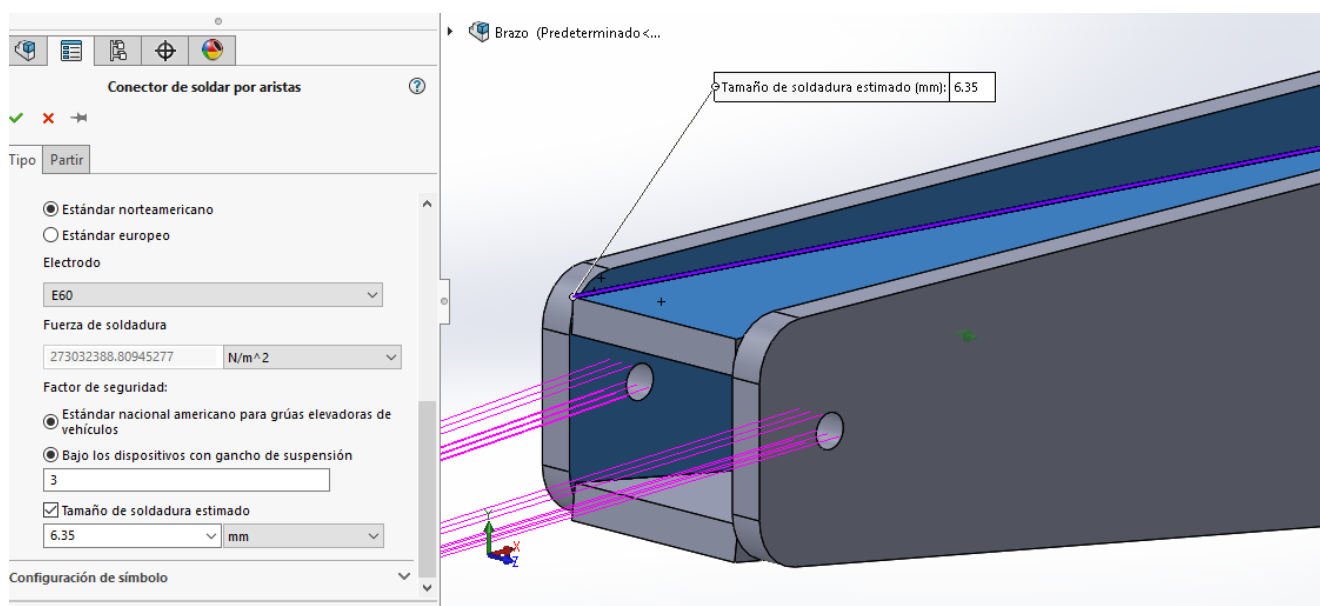 Conector de soldar por aristas
Tipo Partir
Estándar norteamericano
Estándar europeo
Electrodo
E60
Fuerza de soldadura
273032388.80945277 N/m^2
Factor de seguridad:
Estándar nacional americano para grúas elevadoras de
vehículos
Bajo los dispositivos con gancho de suspensión
3
Tamaño de soldadura estimado
6.35 mm
Configuración de símbolo
Brazo (Predeterminado<...
Tamaño de soldadura estimado (mm): 6.35
Y
X
Z